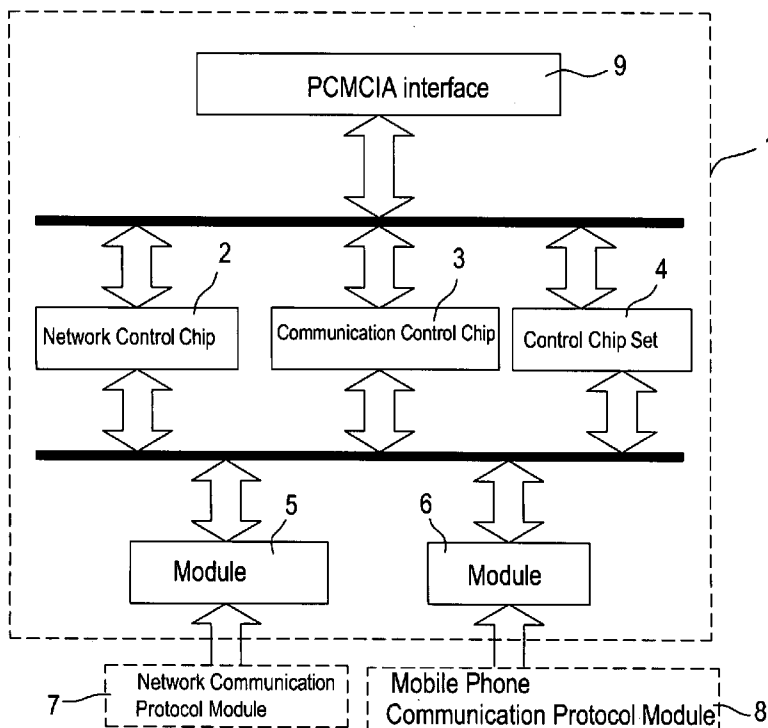 9
PCMCIA interface
1
2
3
4
Network Control Chip
Communication Control Chip
Control Chip Set
5
6
Module
Module
7
Network Communication
Protocol Module
Mobile Phone
Communication Protocol Module
8